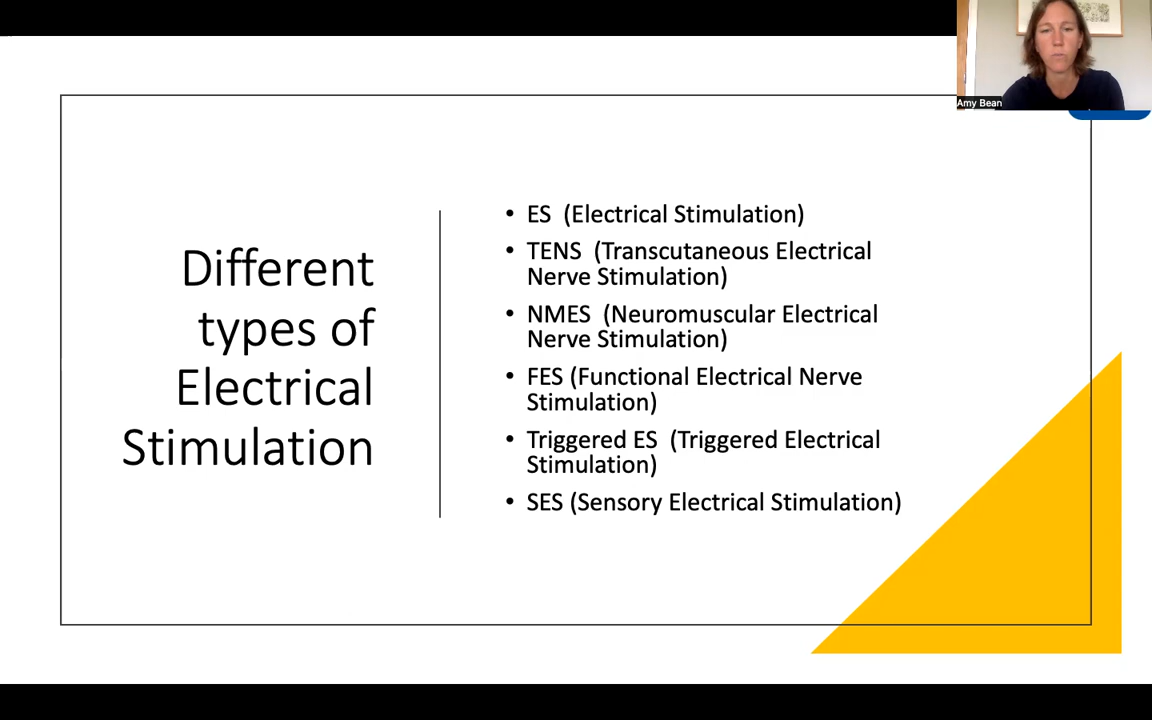 Amy Bean
Different
types of
Electrical
Stimulation
• ES (Electrical Stimulation)
• TENS (Transcutaneous Electrical
Nerve Stimulation)
• NMES (Neuromuscular Electrical
Nerve Stimulation)
• FES (Functional Electrical Nerve
Stimulation)
• Triggered ES (Triggered Electrical
Stimulation)
• SES (Sensory Electrical Stimulation)